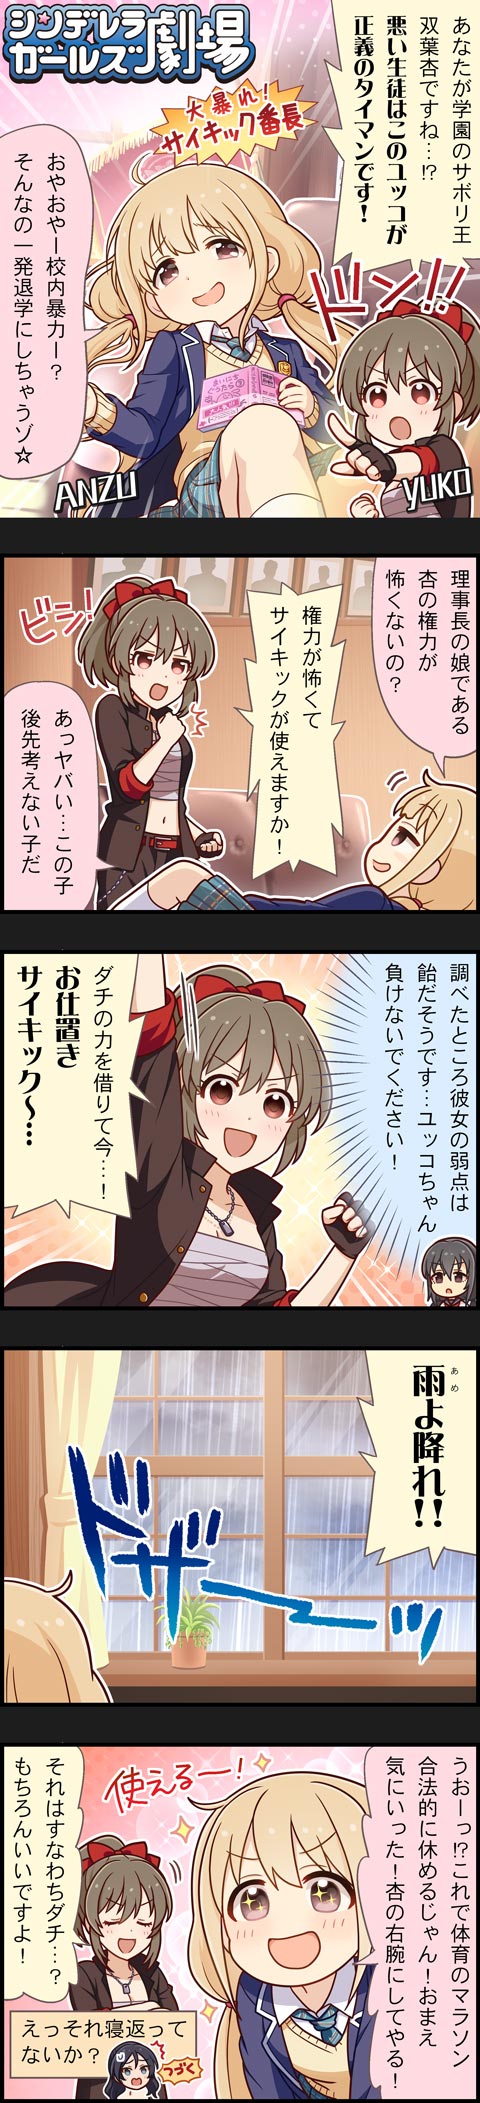 シンデレラ
ガールズ劇場
あなたが学園のサボり王
双葉杏ですね…!?
悪い生徒はこのユッコが
正義のタイマンです！
大暴れ！
サイキック番長
おやおやー校内暴力ー？
そんなの一発退学にしちゃうゾ☆
ドン!!
ANZU
YUKO
理事長の娘である
杏の権力が
怖くないの？
権力が怖くて
サイキックが使えますか！
ビシ！
あっヤバい…この子
後先考えない子だ
調べたところ彼女の弱点は
飴だそうです…ユッコちゃん
負けないでください！
ダチの力を借りて今…！
お仕置き
サイキック～…
雨よ降れ!!
あめ
ドザーーッ
うおーっ!?これで体育のマラソン
合法的に休めるじゃん！おまえ
気にいった！杏の右腕にしてやる！
使えるー！
それはすなわちダチ…？
もちろんいいですよ！
えっそれ寝返って
ないか？
つづく